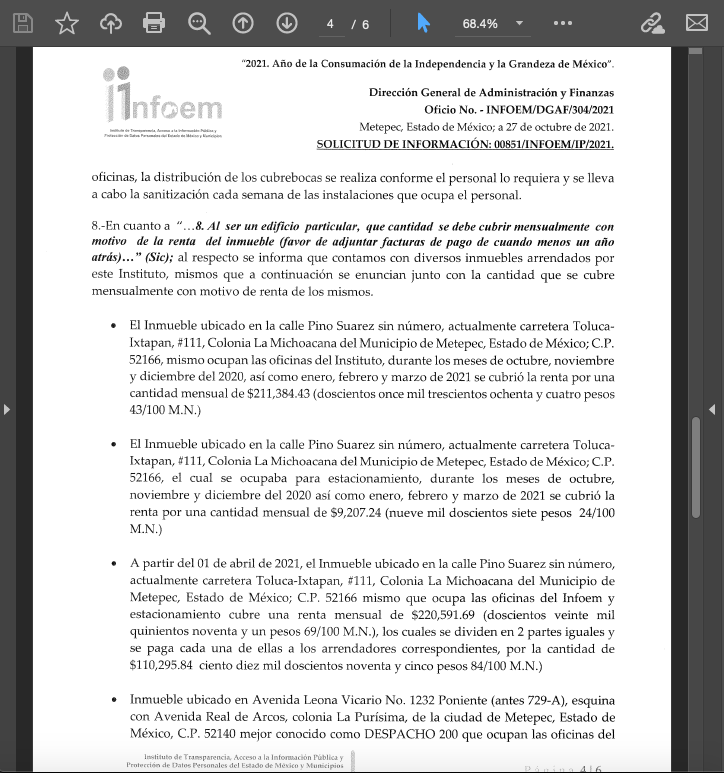 4 / 6
68.4%
"2021. Año de la Consumación de la Independencia y la Grandeza de México".
infoem
Instituto de Transparencia, Acceso a la Información Pública y
Protección de Datos Personales del Estado de México y Municipios
Dirección General de Administración y Finanzas
Oficio No. - INFOEM/DGAF/304/2021
Metepec, Estado de México; a 27 de octubre de 2021.
SOLICITUD DE INFORMACIÓN: 00851/INFOEM/IP/2021.
oficinas, la distribución de los cubrebocas se realiza conforme el personal lo requiera y se lleva
a cabo la sanitización cada semana de las instalaciones que ocupa el personal.
8.-En cuanto a "…8. Al ser un edificio particular, que cantidad se debe cubrir mensualmente con
motivo de la renta del inmueble (favor de adjuntar facturas de pago de cuando menos un año
atrás)…" (Sic); al respecto se informa que contamos con diversos inmuebles arrendados por
este Instituto, mismos que a continuación se enuncian junto con la cantidad que se cubre
mensualmente con motivo de renta de los mismos.
• El Inmueble ubicado en la calle Pino Suarez sin número, actualmente carretera Toluca-
Ixtapan, #111, Colonia La Michoacana del Municipio de Metepec, Estado de México; C.P.
52166, mismo ocupan las oficinas del Instituto, durante los meses de octubre, noviembre
y diciembre del 2020, así como enero, febrero y marzo de 2021 se cubrió la renta por una
cantidad mensual de $211,384.43 (doscientos once mil trescientos ochenta y cuatro pesos
43/100 M.N.)
• El Inmueble ubicado en la calle Pino Suarez sin número, actualmente carretera Toluca-
Ixtapan, #111, Colonia La Michoacana del Municipio de Metepec, Estado de México; C.P.
52166, el cual se ocupaba para estacionamiento, durante los meses de octubre,
noviembre y diciembre del 2020 así como enero, febrero y marzo de 2021 se cubrió la
renta por una cantidad mensual de $9,207.24 (nueve mil doscientos siete pesos 24/100
M.N.)
• A partir del 01 de abril de 2021, el Inmueble ubicado en la calle Pino Suarez sin número,
actualmente carretera Toluca-Ixtapan, #111, Colonia La Michoacana del Municipio de
Metepec, Estado de México; C.P. 52166 mismo que ocupa las oficinas del Infoem y
estacionamiento cubre una renta mensual de $220,591.69 (doscientos veinte mil
quinientos noventa y un pesos 69/100 M.N.), los cuales se dividen en 2 partes iguales y
se paga cada una de ellas a los arrendadores correspondientes, por la cantidad de
$110,295.84 ciento diez mil doscientos noventa y cinco pesos 84/100 M.N.)
• Inmueble ubicado en Avenida Leona Vicario No. 1232 Poniente (antes 729-A), esquina
con Avenida Real de Arcos, colonia La Purísima, de la ciudad de Metepec, Estado de
México, C.P. 52140 mejor conocido como DESPACHO 200 que ocupan las oficinas del
Instituto de Transparencia, Acceso a la Información Pública y
Protección de Datos Personales del Estado de México y Municipios
Página 4|6